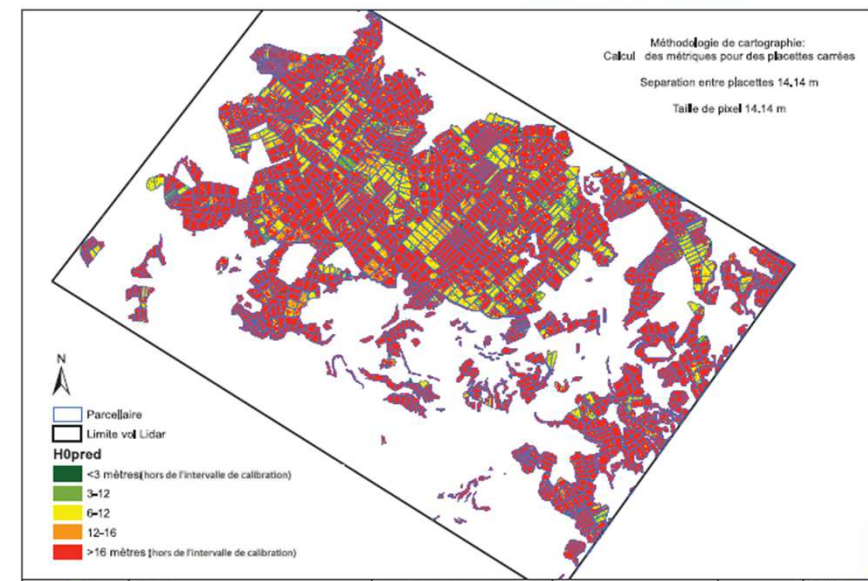 Méthodologie de cartographie:
Calcul des métriques pour des placettes carrées
Separation entre placettes 14.14 m
Taille de pixel 14.14 m
N
Parcellaire
Limite vol Lidar
H0pred
<3 mètres(hors de l'intervalle de calibration)
3-12
6-12
12-16
>16 mètres (hors de l'intervalle de calibration)